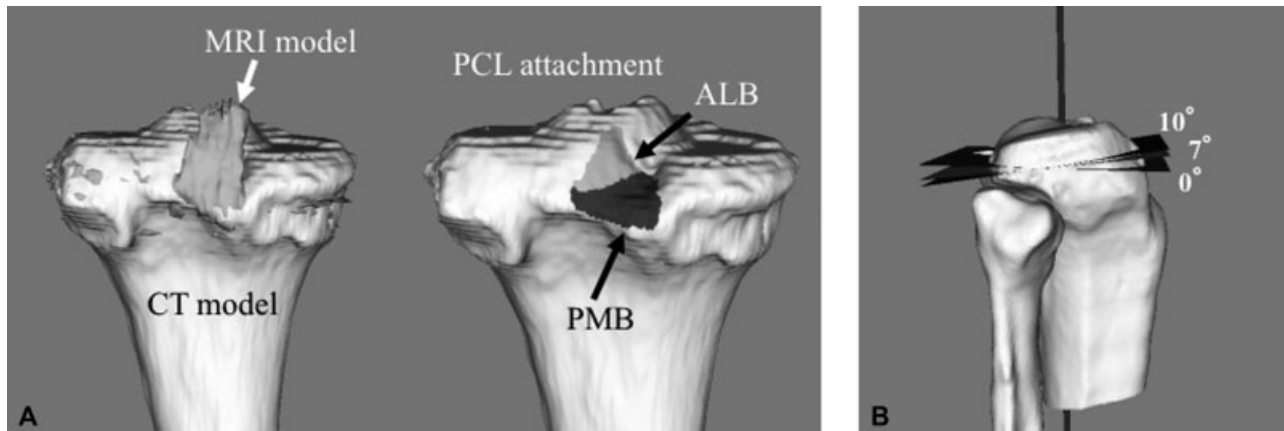 MRI model
PCL attachment
ALB
CT model
PMB
A
10°
7°
0°
B